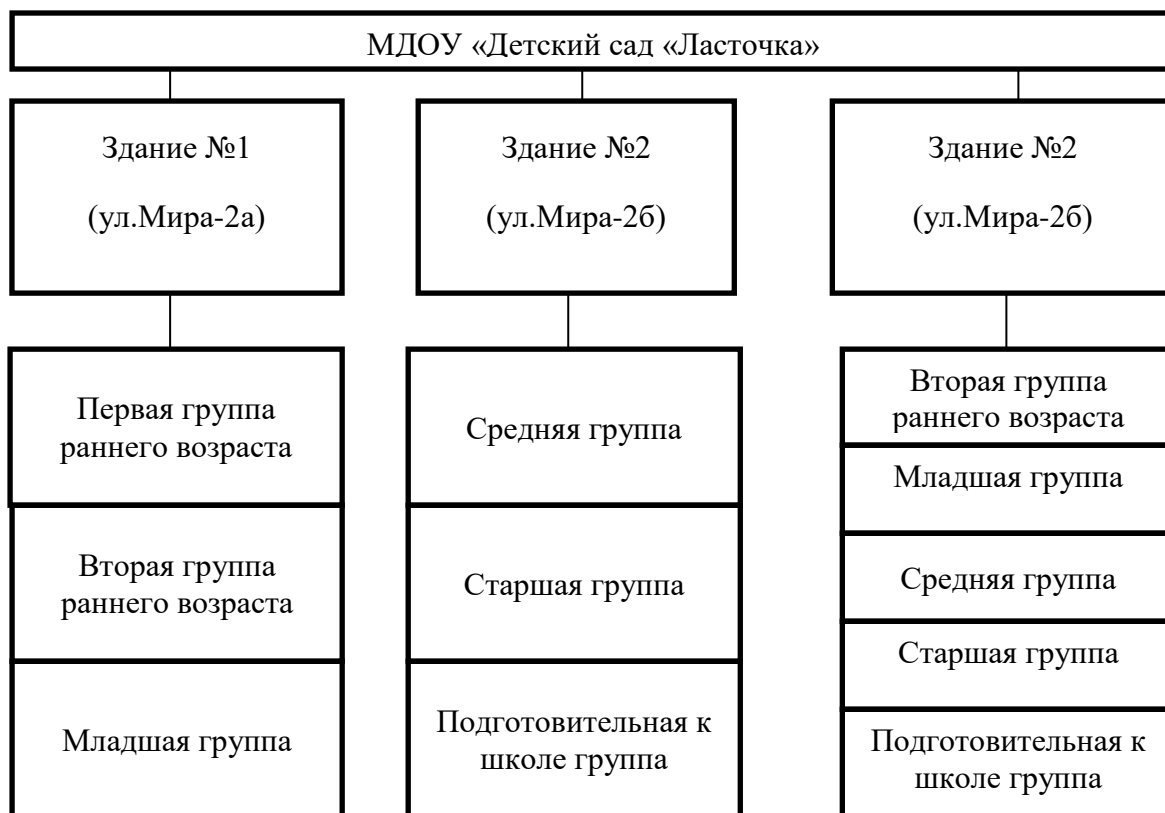 МДОУ «Детский сад «Ласточка»
Здание №1
(ул.Мира-2а)
Здание №2
(ул.Мира-2б)
Здание №2
(ул.Мира-2б)
Первая группа
раннего возраста
Вторая группа
раннего возраста
Младшая группа
Средняя группа
Старшая группа
Подготовительная к
школе группа
Вторая группа
раннего возраста
Младшая группа
Средняя группа
Старшая группа
Подготовительная к
школе группа